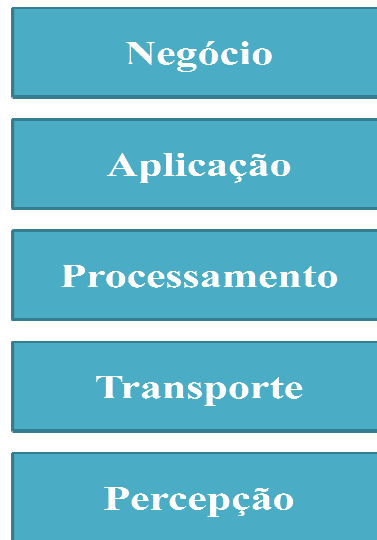 Negócio
Aplicação
Processamento
Transporte
Percepção